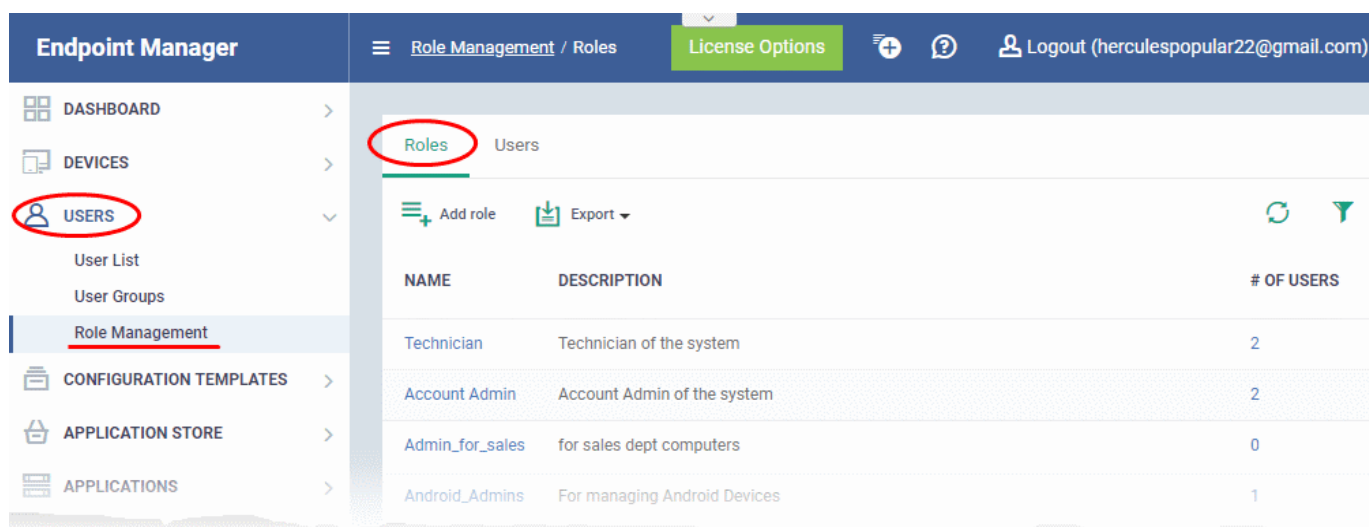 Endpoint Manager
Role Management / Roles
License Options
Logout (herculespopular22@gmail.com)
DASHBOARD
DEVICES
USERS
User List
User Groups
Role Management
CONFIGURATION TEMPLATES
APPLICATION STORE
APPLICATIONS
Roles Users
Add role Export
NAME DESCRIPTION # OF USERS
Technician Technician of the system 2
Account Admin Account Admin of the system 2
Admin_for_sales for sales dept computers 0
Android_Admins For managing Android Devices 1